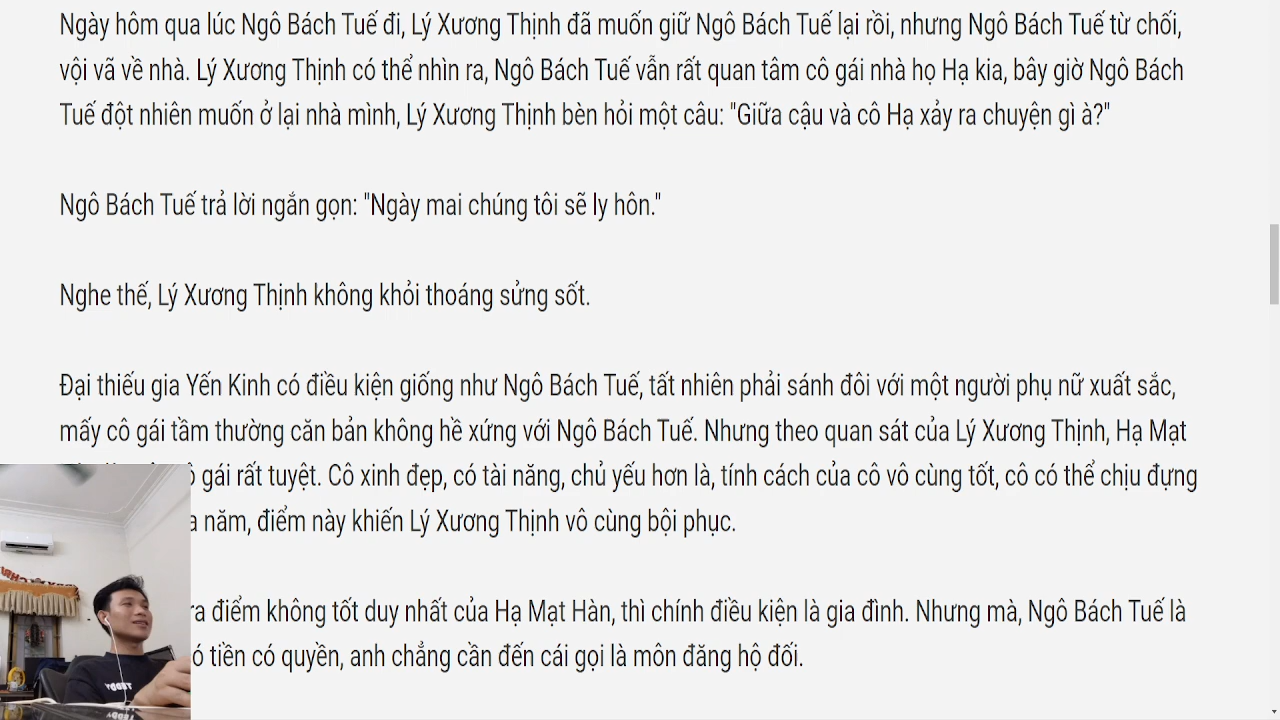 Ngày hôm qua lúc Ngô Bách Tuế đi, Lý Xương Thịnh đã muốn giữ Ngô Bách Tuế lại rồi, nhưng Ngô Bách Tuế từ chối,
vội vã về nhà. Lý Xương Thịnh có thể nhìn ra, Ngô Bách Tuế vẫn rất quan tâm cô gái nhà họ Hạ kia, bây giờ Ngô Bách
Tuế đột nhiên muốn ở lại nhà mình, Lý Xương Thịnh bèn hỏi một câu: "Giữa cậu và cô Hạ xảy ra chuyện gì à?"
Ngô Bách Tuế trả lời ngắn gọn: "Ngày mai chúng tôi sẽ ly hôn."
Nghe thế, Lý Xương Thịnh không khỏi thoáng sửng sốt.
Đại thiếu gia Yến Kinh có điều kiện giống như Ngô Bách Tuế, tất nhiên phải sánh đôi với một người phụ nữ xuất sắc,
mấy cô gái tầm thường căn bản không hề xứng với Ngô Bách Tuế. Nhưng theo quan sát của Lý Xương Thịnh, Hạ Mạt
gái rất tuyệt. Cô xinh đẹp, có tài năng, chủ yếu hơn là, tính cách của cô vô cùng tốt, cô có thể chịu đựng
năm, điểm này khiến Lý Xương Thịnh vô cùng bội phục.
ra điểm không tốt duy nhất của Hạ Mạt Hàn, thì chính điều kiện là gia đình. Nhưng mà, Ngô Bách Tuế là
tiền có quyền, anh chẳng cần đến cái gọi là môn đăng hộ đối.